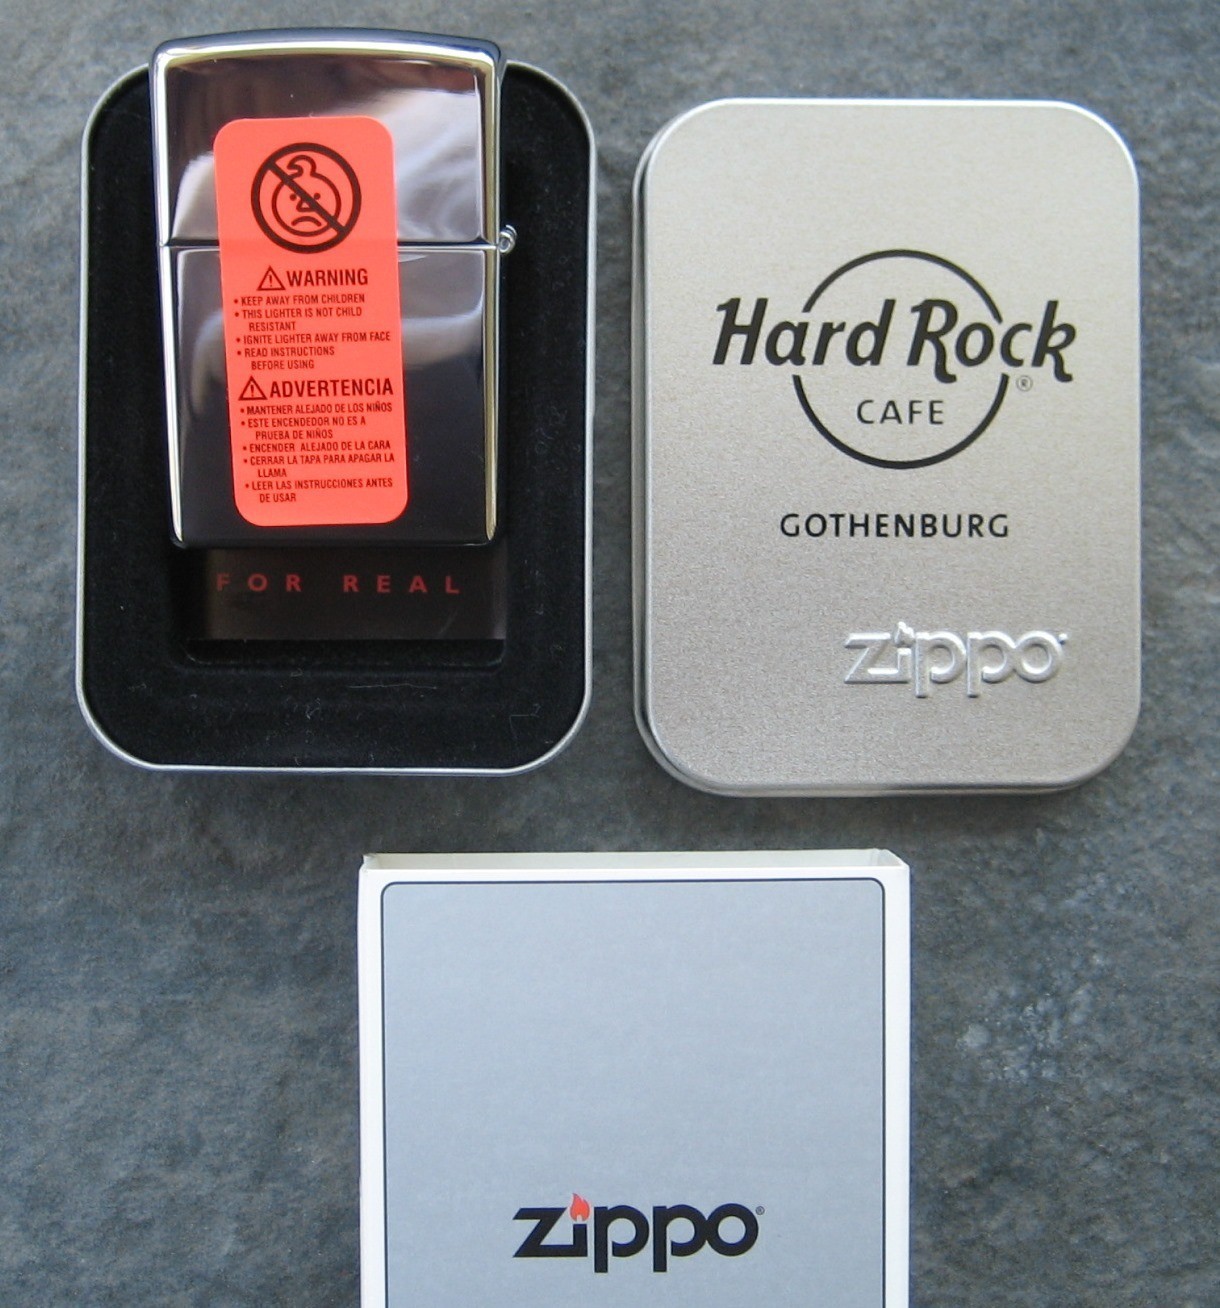 WARNING
• KEEP AWAY FROM CHILDREN
• THIS LIGHTER IS NOT CHILD
RESISTANT
• IGNITE LIGHTER AWAY FROM FACE
• READ INSTRUCTIONS
BEFORE USING
ADVERTENCIA
• MANTENER ALEJADO DE LOS NIÑOS
• ESTE ENCENDEDOR NO ES A
PRUEBA DE NIÑOS
• ENCENDER ALEJADO DE LA CARA
• CERRAR LA TAPA PARA APAGAR LA
LLAMA
• LEER LAS INSTRUCCIONES ANTES
DE USAR
FOR REAL
Hard Rock
®
CAFE
GOTHENBURG
zippo
zippo®